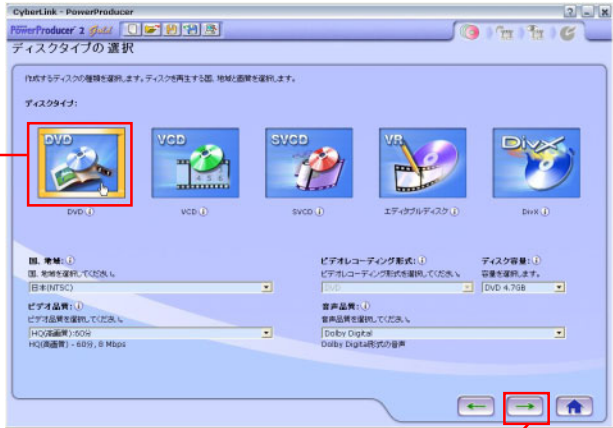 CyberLink - PowerProducer
PowerProducer 2 Gold
ディスクタイプの選択
作成するディスクの種類を選択します。ディスクを再生する国、地域と画質を選択します。
ディスクタイプ:
DVD
VCD
SVCD
VR
DivX
DVD
VCD
SVCD
エディタブルディスク
DivX
国、地域:
国、地域を選択してください。
日本(NTSC)
ビデオレコーディング形式:
ビデオレコーディング形式を選択してください。
DVD
ディスク容量:
容量を選択します。
DVD 4.7GB
ビデオ品質:
ビデオ品質を選択してください。
HQ(高画質):60分
HQ(高画質) - 60分, 8 Mbps
音声品質:
音声品質を選択してください。
Dolby Digital
Dolby Digital形式の音声